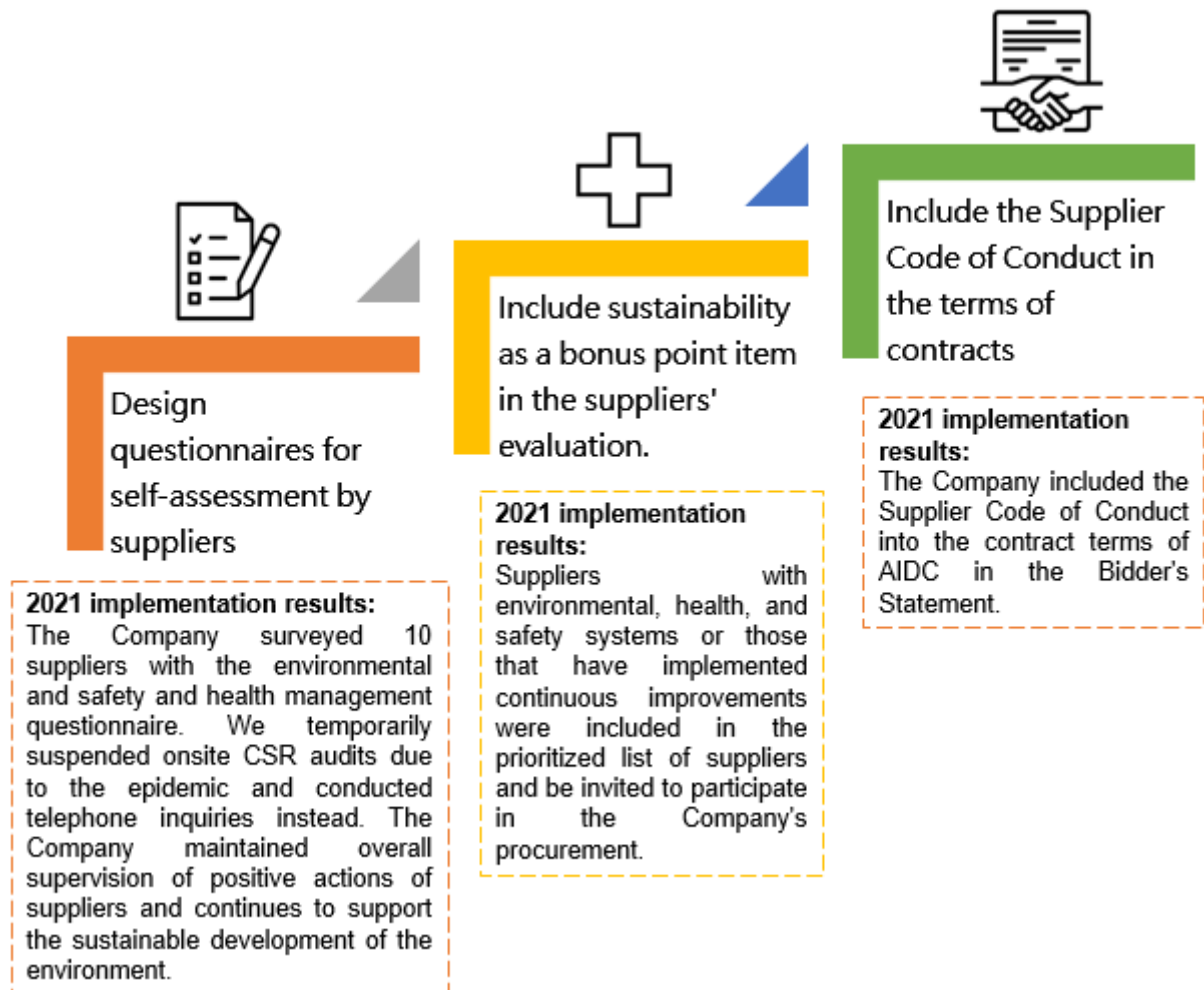 Design
questionnaires for
self-assessment by
suppliers
2021 implementation results:
The Company surveyed 10
suppliers with the environmental
and safety and health management
questionnaire. We temporarily
suspended onsite CSR audits due
to the epidemic and conducted
telephone inquiries instead. The
Company maintained overall
supervision of positive actions of
suppliers and continues to support
the sustainable development of the
environment.
Include sustainability
as a bonus point item
in the suppliers'
evaluation.
2021 implementation
results:
Suppliers with
environmental, health, and
safety systems or those
that have implemented
continuous improvements
were included in the
prioritized list of suppliers
and be invited to participate
in the Company's
procurement.
Include the Supplier
Code of Conduct in
the terms of
contracts
2021 implementation
results:
The Company included the
Supplier Code of Conduct
into the contract terms of
AIDC in the Bidder's
Statement.